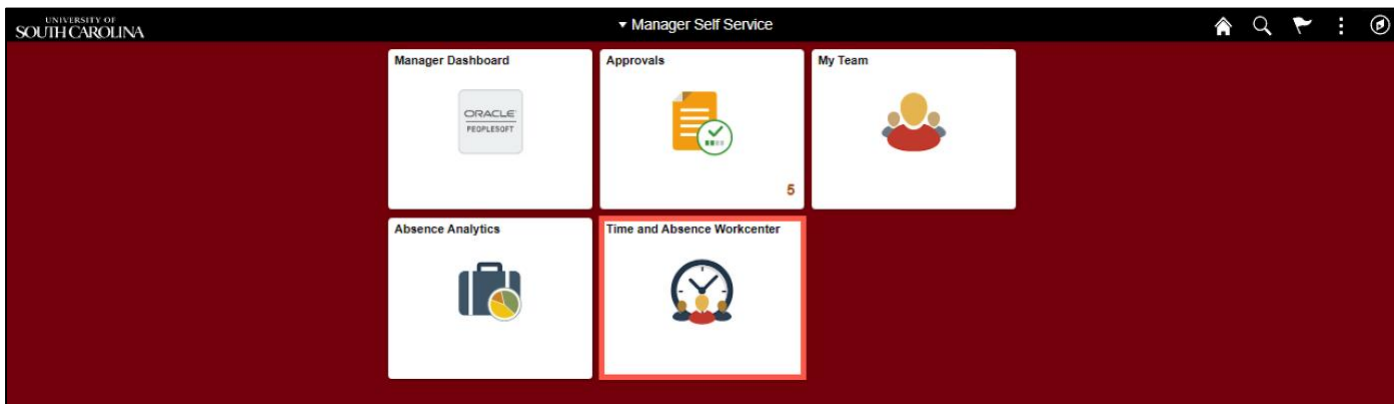 UNIVERSITY OF
SOUTH CAROLINA
Manager Self Service
Manager Dashboard
ORACLE
PEOPLESOFT
Approvals
5
My Team
Absence Analytics
Time and Absence Workcenter